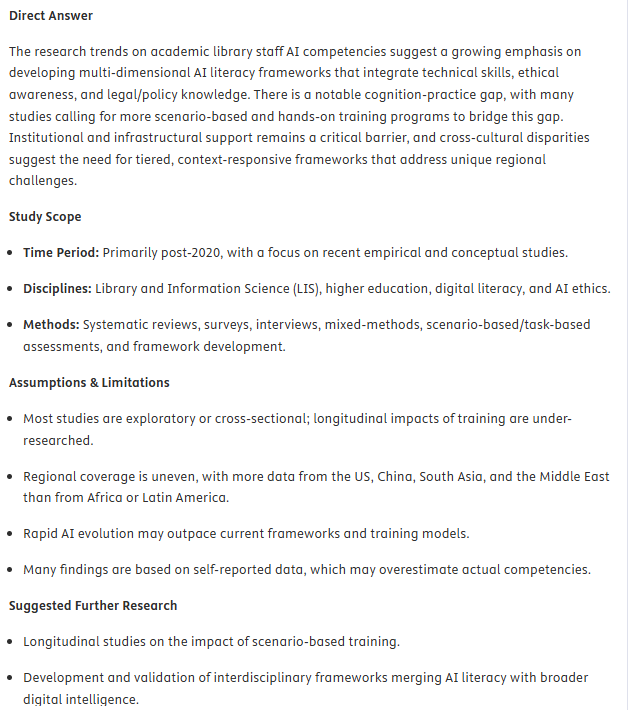 Direct Answer
The research trends on academic library staff AI competencies suggest a growing emphasis on
developing multi-dimensional AI literacy frameworks that integrate technical skills, ethical
awareness, and legal/policy knowledge. There is a notable cognition-practice gap, with many
studies calling for more scenario-based and hands-on training programs to bridge this gap.
Institutional and infrastructural support remains a critical barrier, and cross-cultural disparities
suggest the need for tiered, context-responsive frameworks that address unique regional
challenges.
Study Scope
• Time Period: Primarily post-2020, with a focus on recent empirical and conceptual studies.
• Disciplines: Library and Information Science (LIS), higher education, digital literacy, and AI ethics.
• Methods: Systematic reviews, surveys, interviews, mixed-methods, scenario-based/task-based
assessments, and framework development.
Assumptions & Limitations
• Most studies are exploratory or cross-sectional; longitudinal impacts of training are under-
researched.
• Regional coverage is uneven, with more data from the US, China, South Asia, and the Middle East
than from Africa or Latin America.
• Rapid AI evolution may outpace current frameworks and training models.
• Many findings are based on self-reported data, which may overestimate actual competencies.
Suggested Further Research
• Longitudinal studies on the impact of scenario-based training.
• Development and validation of interdisciplinary frameworks merging AI literacy with broader
digital intelligence.